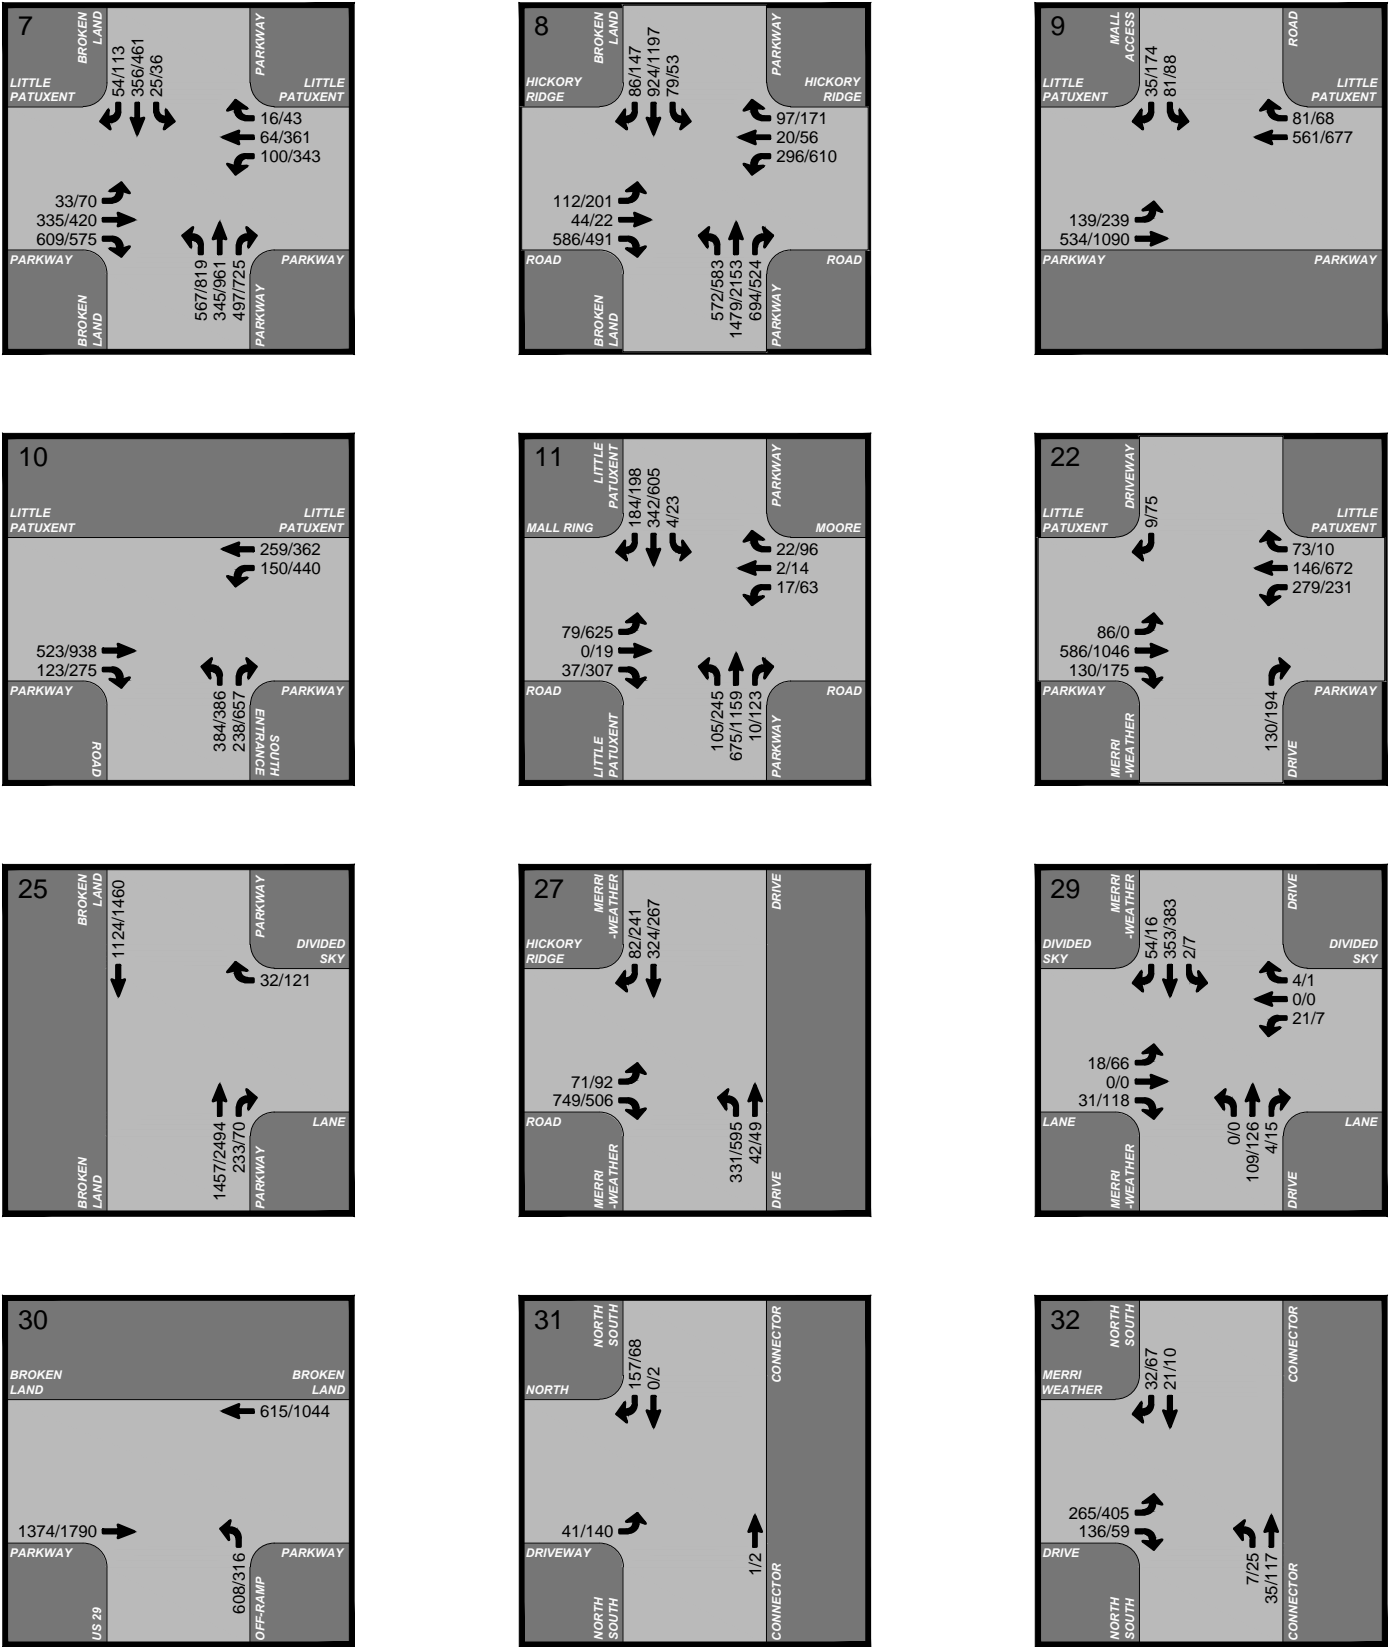 7
BROKEN
LAND
PARKWAY
LITTLE
PATUXENT
LITTLE
PATUXENT
54/113
356/461
25/36
16/43
64/361
100/343
33/70
335/420
609/575
567/819
345/961
497/725
PARKWAY
PARKWAY
BROKEN
LAND
PARKWAY
8
BROKEN
LAND
PARKWAY
HICKORY
RIDGE
HICKORY
RIDGE
86/147
924/1197
79/53
97/171
20/56
296/610
112/201
44/22
586/491
572/583
1479/2153
694/524
ROAD
ROAD
BROKEN
LAND
PARKWAY
9
MALL
ACCESS
ROAD
LITTLE
PATUXENT
LITTLE
PATUXENT
35/174
81/88
81/68
561/677
139/239
534/1090
PARKWAY
PARKWAY
10
LITTLE
PATUXENT
LITTLE
PATUXENT
259/362
150/440
523/938
123/275
384/386
238/657
PARKWAY
PARKWAY
ROAD
SOUTH
ENTRANCE
11
LITTLE
PATUXENT
PARKWAY
MALL RING
MOORE
184/198
342/605
4/23
22/96
2/14
17/63
79/625
0/19
37/307
105/245
675/1159
10/123
ROAD
ROAD
LITTLE
PATUXENT
PARKWAY
22
DRIVEWAY
LITTLE
PATUXENT
LITTLE
PATUXENT
9/75
73/10
146/672
279/231
86/0
586/1046
130/175
130/194
PARKWAY
PARKWAY
MERRI
-WEATHER
DRIVE
25
BROKEN
LAND
PARKWAY
DIVIDED
SKY
1124/1460
32/121
1457/2494
233/70
LANE
BROKEN
LAND
PARKWAY
27
MERRI
-WEATHER
DRIVE
HICKORY
RIDGE
82/241
324/267
71/92
749/506
331/595
42/49
ROAD
MERRI
-WEATHER
DRIVE
29
MERRI
-WEATHER
DRIVE
DIVIDED
SKY
DIVIDED
SKY
54/16
353/383
2/7
4/1
0/0
21/7
18/66
0/0
31/118
0/0
109/126
4/15
LANE
LANE
MERRI
-WEATHER
DRIVE
30
BROKEN
LAND
BROKEN
LAND
615/1044
1374/1790
608/316
PARKWAY
PARKWAY
US 29
OFF-RAMP
31
NORTH
SOUTH
CONNECTOR
NORTH
157/68
0/2
41/140
1/2
DRIVEWAY
NORTH
SOUTH
CONNECTOR
32
NORTH
SOUTH
CONNECTOR
MERRI
WEATHER
32/67
21/10
265/405
136/59
7/25
35/117
DRIVE
NORTH
SOUTH
CONNECTOR